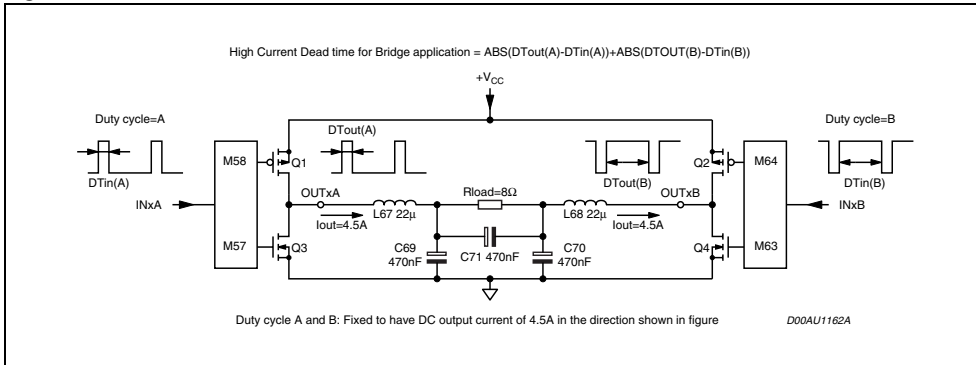 High Current Dead time for Bridge application = ABS(DTout(A)-DTin(A))+ABS(DTOUT(B)-DTin(B))
+VCC
Duty cycle=A
Duty cycle=B
DTout(A)
M58
Q1
Q2
M64
DTin(A)
DTout(B)
DTin(B)
OUTxA
Rload=8Ω
OUTxB
INxA
INxB
L67 22µ
L68 22µ
Iout=4.5A
Iout=4.5A
M57
Q3
C69
470nF
C71 470nF
C70
470nF
Q4
M63
Duty cycle A and B: Fixed to have DC output current of 4.5A in the direction shown in figure
D00AU1162A